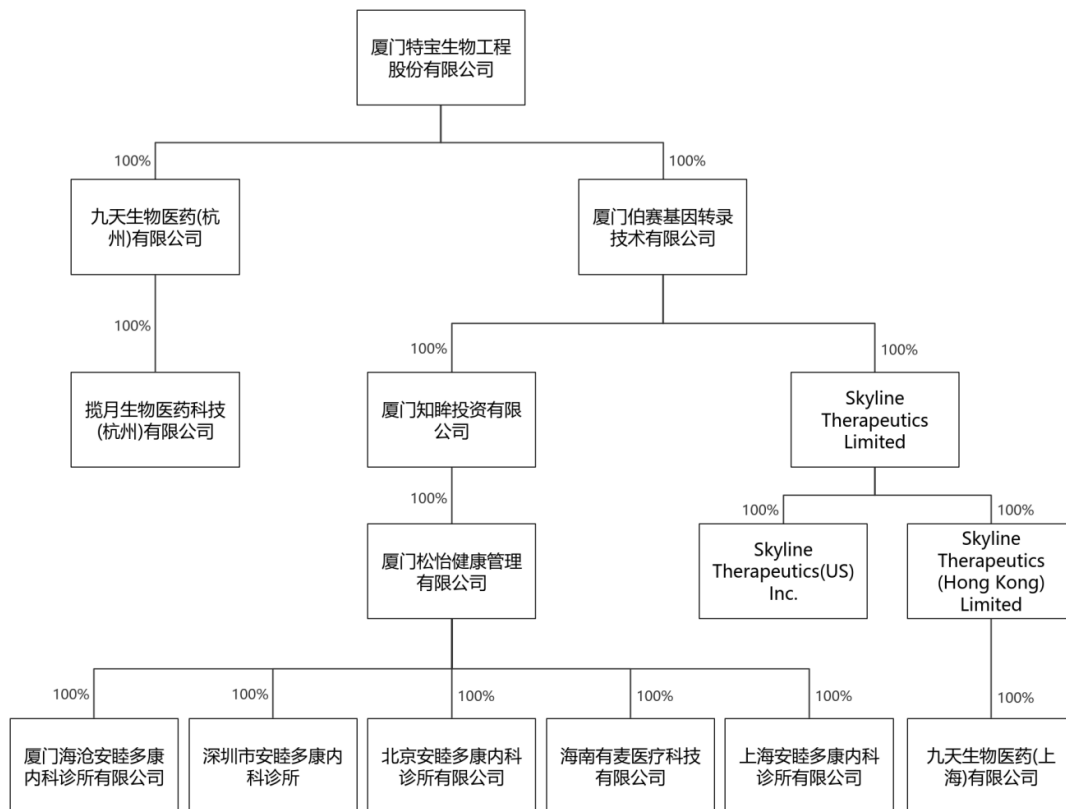 厦门特宝生物工程
股份有限公司
100%
100%
九天生物医药(杭
州)有限公司
厦门伯赛基因转录
技术有限公司
100%
100%
100%
揽月生物医药科技
(杭州)有限公司
厦门知眸投资有限
公司
Skyline
Therapeutics
Limited
100%
100%
100%
厦门松怡健康管理
有限公司
Skyline
Therapeutics(US)
Inc.
Skyline
Therapeutics
(Hong Kong)
Limited
100%
100%
100%
100%
100%
100%
厦门海沧安睦多康
内科诊所有限公司
深圳市安睦多康内
科诊所
北京安睦多康内科
诊所有限公司
海南有麦医疗科技
有限公司
上海安睦多康内科
诊所有限公司
九天生物医药(上
海)有限公司